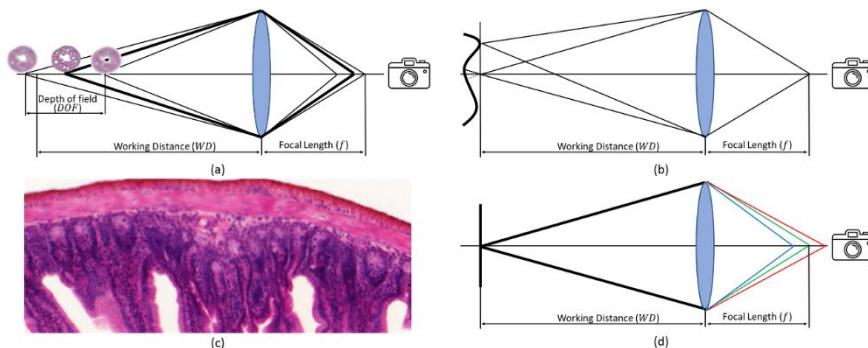 Depth of field
(DOF)
Working Distance (WD)
Focal Length (f)
(a)
Working Distance (WD)
Focal Length (f)
(b)
(c)
Working Distance (WD)
Focal Length (f)
(d)